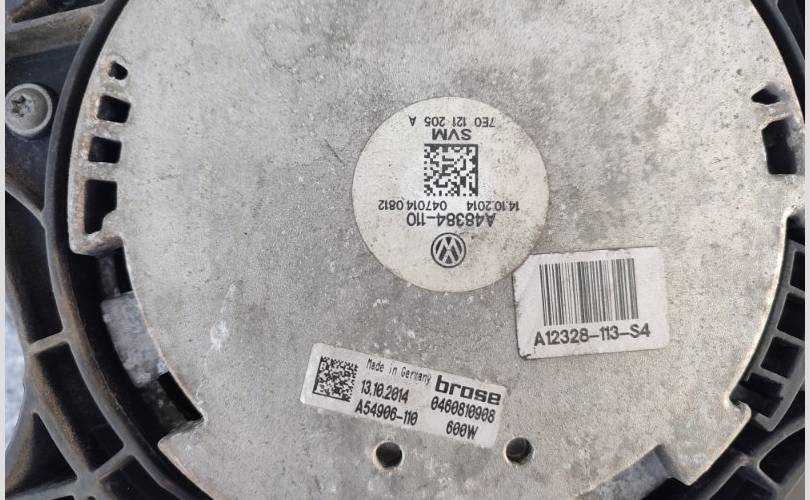 7E0 121 205 A
SVM
14.10.2014 047014 0812
A48384-110
A12328-113-S4
Made in Germany brose
13.10.2014 0460810908
A54906-110 600W